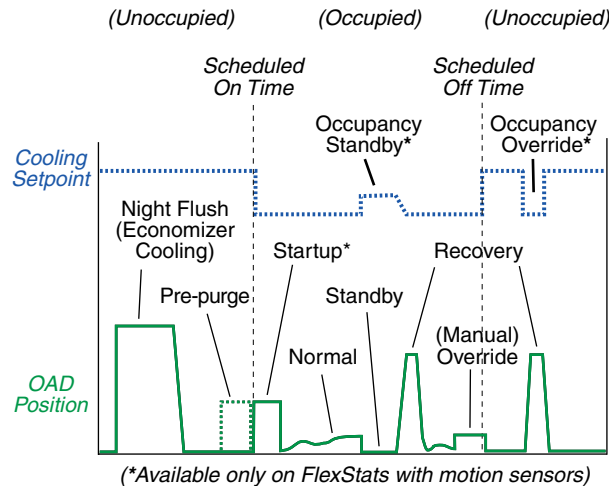 (Unoccupied)
(Occupied)
(Unoccupied)
Scheduled
On Time
Scheduled
Off Time
Occupancy
Standby*
Occupancy
Override*
Cooling
Setpoint
Night Flush
(Economizer
Cooling)
Startup*
Recovery
Pre-purge
Standby
Normal
(Manual)
Override
OAD
Position
(*Available only on FlexStats with motion sensors)